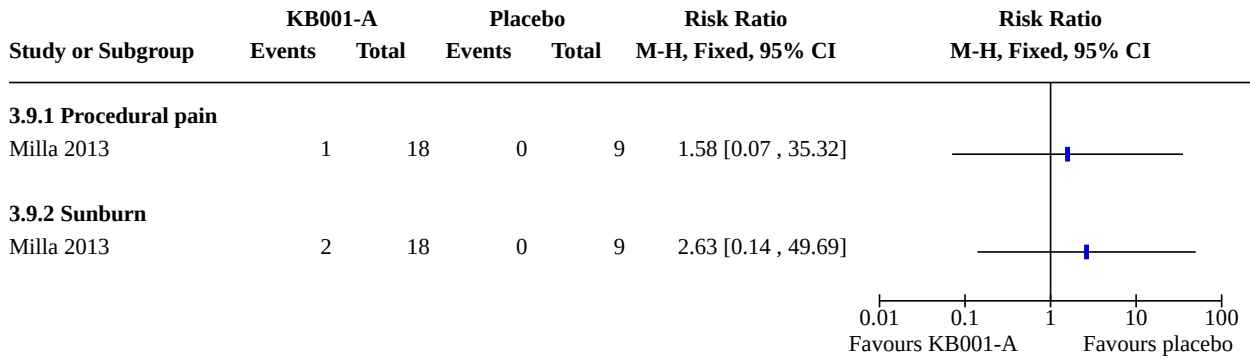 KB001-A Placebo Risk Ratio Risk Ratio
Study or Subgroup Events Total Events Total M-H, Fixed, 95% CI M-H, Fixed, 95% CI
3.9.1 Procedural pain
Milla 2013 1 18 0 9 1.58 [0.07 , 35.32]
3.9.2 Sunburn
Milla 2013 2 18 0 9 2.63 [0.14 , 49.69]
0.01 0.1 1 10 100
Favours KB001-A Favours placebo